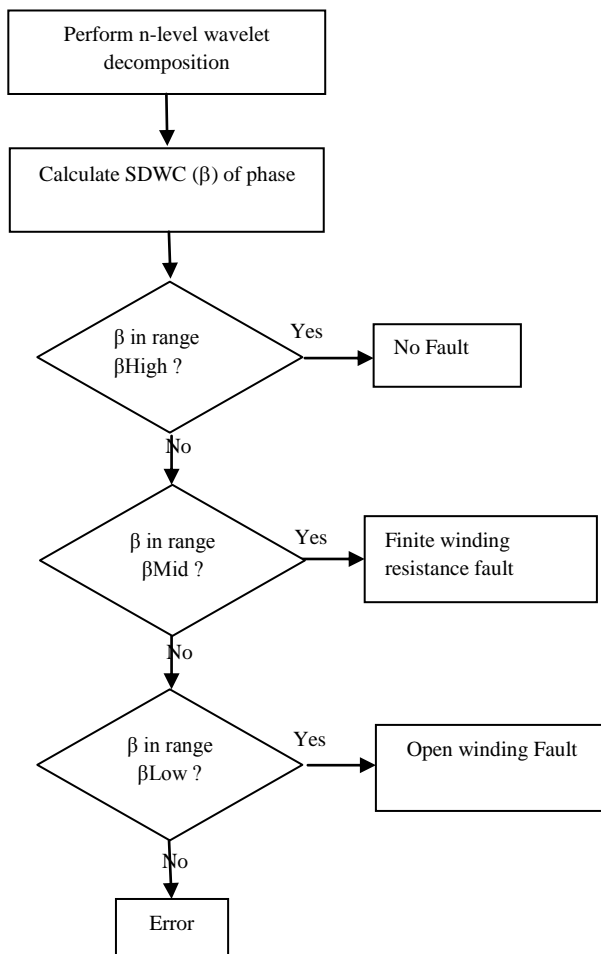 Perform n-level wavelet
decomposition
Calculate SDWC (β) of phase
β in range
βHigh ?
Yes
No Fault
No
β in range
βMid ?
Yes
Finite winding
resistance fault
No
β in range
βLow ?
Yes
Open winding Fault
No
Error